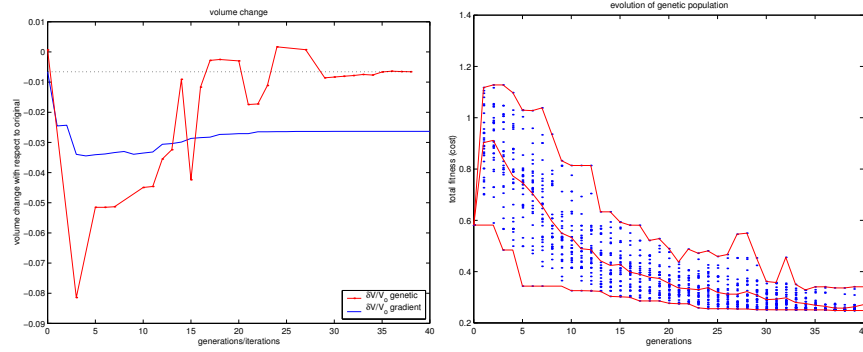 volume change
0.01
0
−0.01
−0.02
−0.03
−0.04
−0.05
−0.06
−0.07
−0.08
−0.09
volume change with respect to original
0 5 10 15 20 25 30 35 40
generations/iterations
δV/V0 genetic
δV/V0 gradient
evolution of genetic population
1.4
1.2
1
0.8
0.6
0.4
0.2
total fitness (cost)
0 5 10 15 20 25 30 35 40
generations